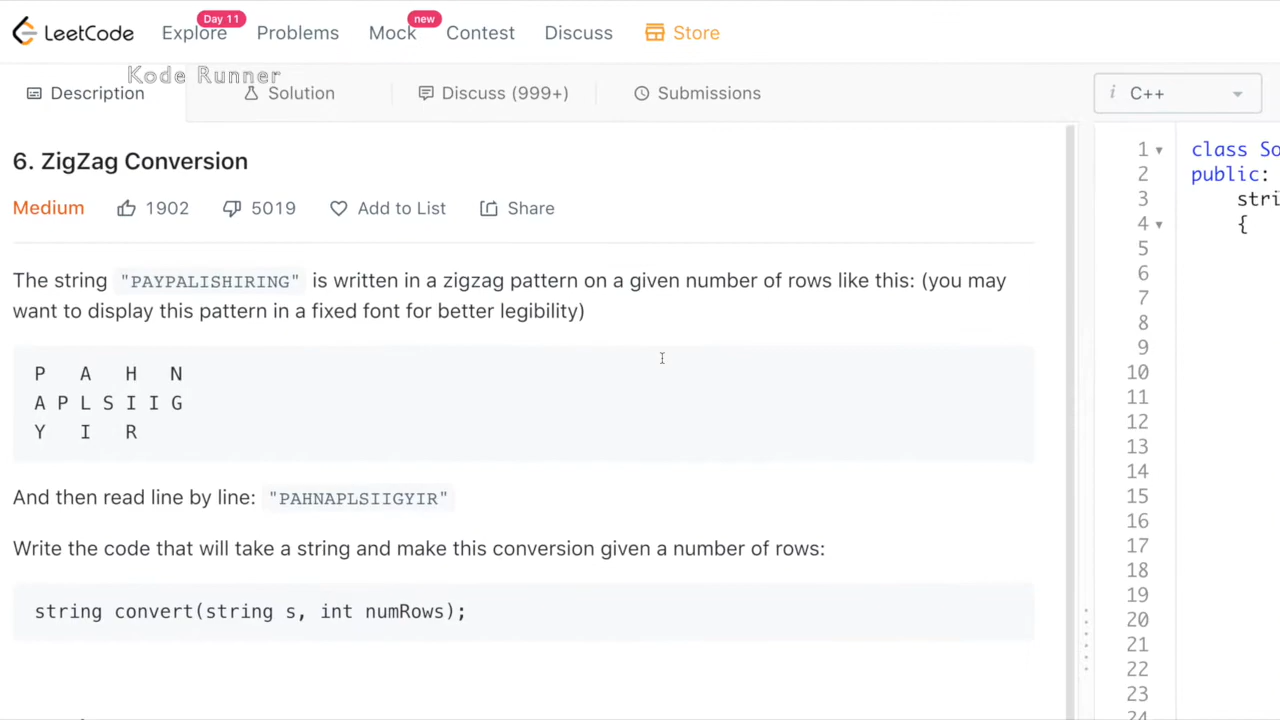 Day 11
new
LeetCode Explore Problems Mock Contest Discuss Store
Kode Runner
Description Solution Discuss (999+) Submissions
i C++
6. ZigZag Conversion
Medium 1902 5019 Add to List Share
The string "PAYPALISHIRING" is written in a zigzag pattern on a given number of rows like this: (you may
want to display this pattern in a fixed font for better legibility)
P A H N
A P L S I I G
Y I R
And then read line by line: "PAHNAPLSIIGYIR"
Write the code that will take a string and make this conversion given a number of rows:
string convert(string s, int numRows);
1 class So
2 public:
3 stri
4 {
5
6
7
8
9
10
11
12
13
14
15
16
17
18
19
20
21
22
23
24